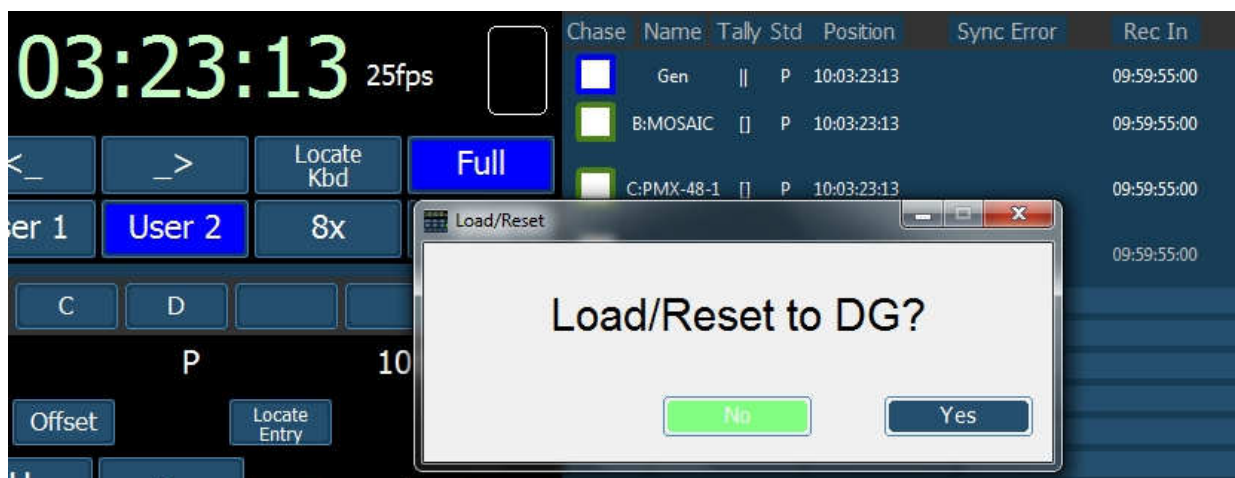 03:23:13 25fps
Chase Name Tally Std Position Sync Error Rec In
Gen || P 10:03:23:13 09:59:55:00
B:MOSAIC [] P 10:03:23:13 09:59:55:00
C:PMX-48-1 [] P 10:03:23:13 09:59:55:00
09:59:55:00
<_ _> Locate Kbd Full
ser 1 User 2 8x
C D
P 10
Offset Locate Entry
Load/Reset
Load/Reset to DG?
No Yes